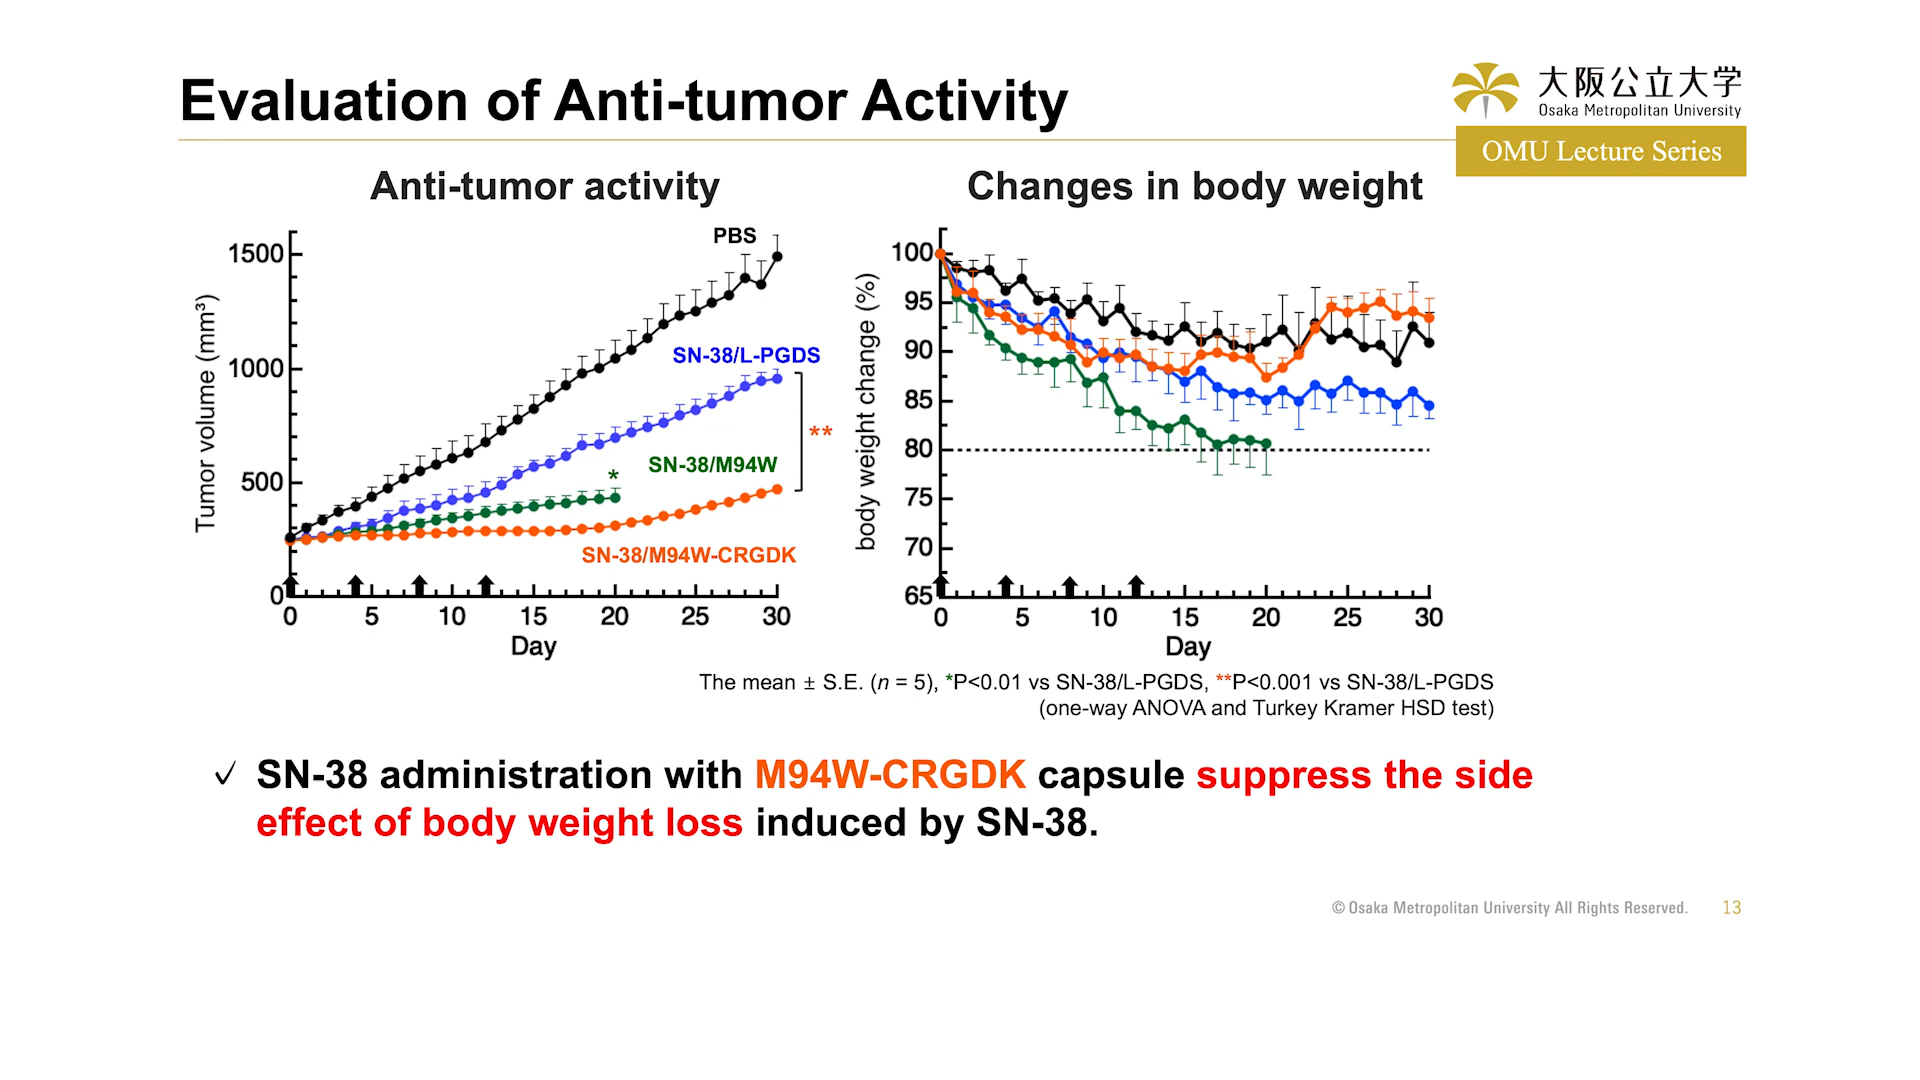 Evaluation of Anti-tumor Activity
大阪公立大学
Osaka Metropolitan University
OMU Lecture Series
Anti-tumor activity
Tumor volume (mm³)
1500
1000
500
0
0 5 10 15 20 25 30
Day
PBS
SN-38/L-PGDS
**
SN-38/M94W
*
SN-38/M94W-CRGDK
Changes in body weight
body weight change (%)
100
95
90
85
80
75
70
65
0 5 10 15 20 25 30
Day
The mean ± S.E. (n = 5), *P<0.01 vs SN-38/L-PGDS, **P<0.001 vs SN-38/L-PGDS
(one-way ANOVA and Turkey Kramer HSD test)
✓ SN-38 administration with M94W-CRGDK capsule suppress the side
effect of body weight loss induced by SN-38.
© Osaka Metropolitan University All Rights Reserved. 13